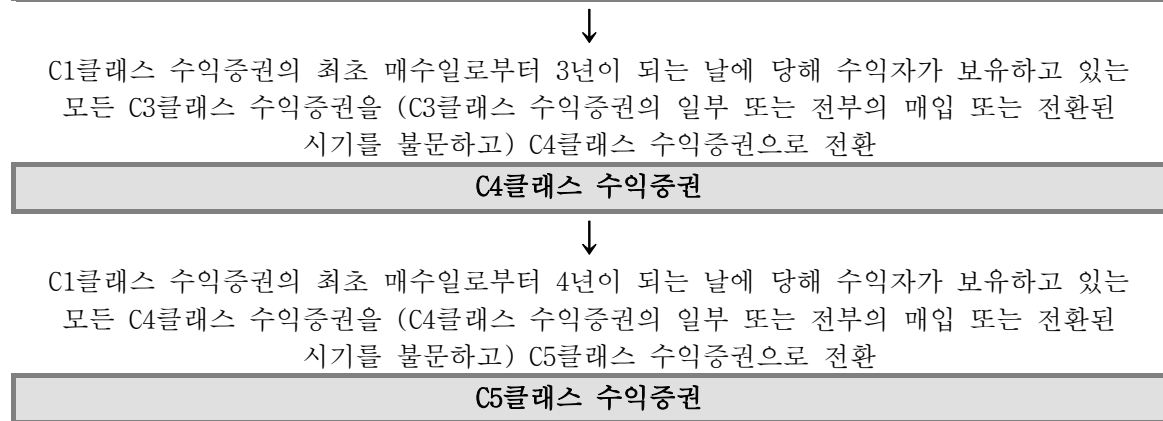 ↓
C1클래스 수익증권의 최초 매수일로부터 3년이 되는 날에 당해 수익자가 보유하고 있는
모든 C3클래스 수익증권을 (C3클래스 수익증권의 일부 또는 전부의 매입 또는 전환된
시기를 불문하고) C4클래스 수익증권으로 전환
C4클래스 수익증권
↓
C1클래스 수익증권의 최초 매수일로부터 4년이 되는 날에 당해 수익자가 보유하고 있는
모든 C4클래스 수익증권을 (C4클래스 수익증권의 일부 또는 전부의 매입 또는 전환된
시기를 불문하고) C5클래스 수익증권으로 전환
C5클래스 수익증권